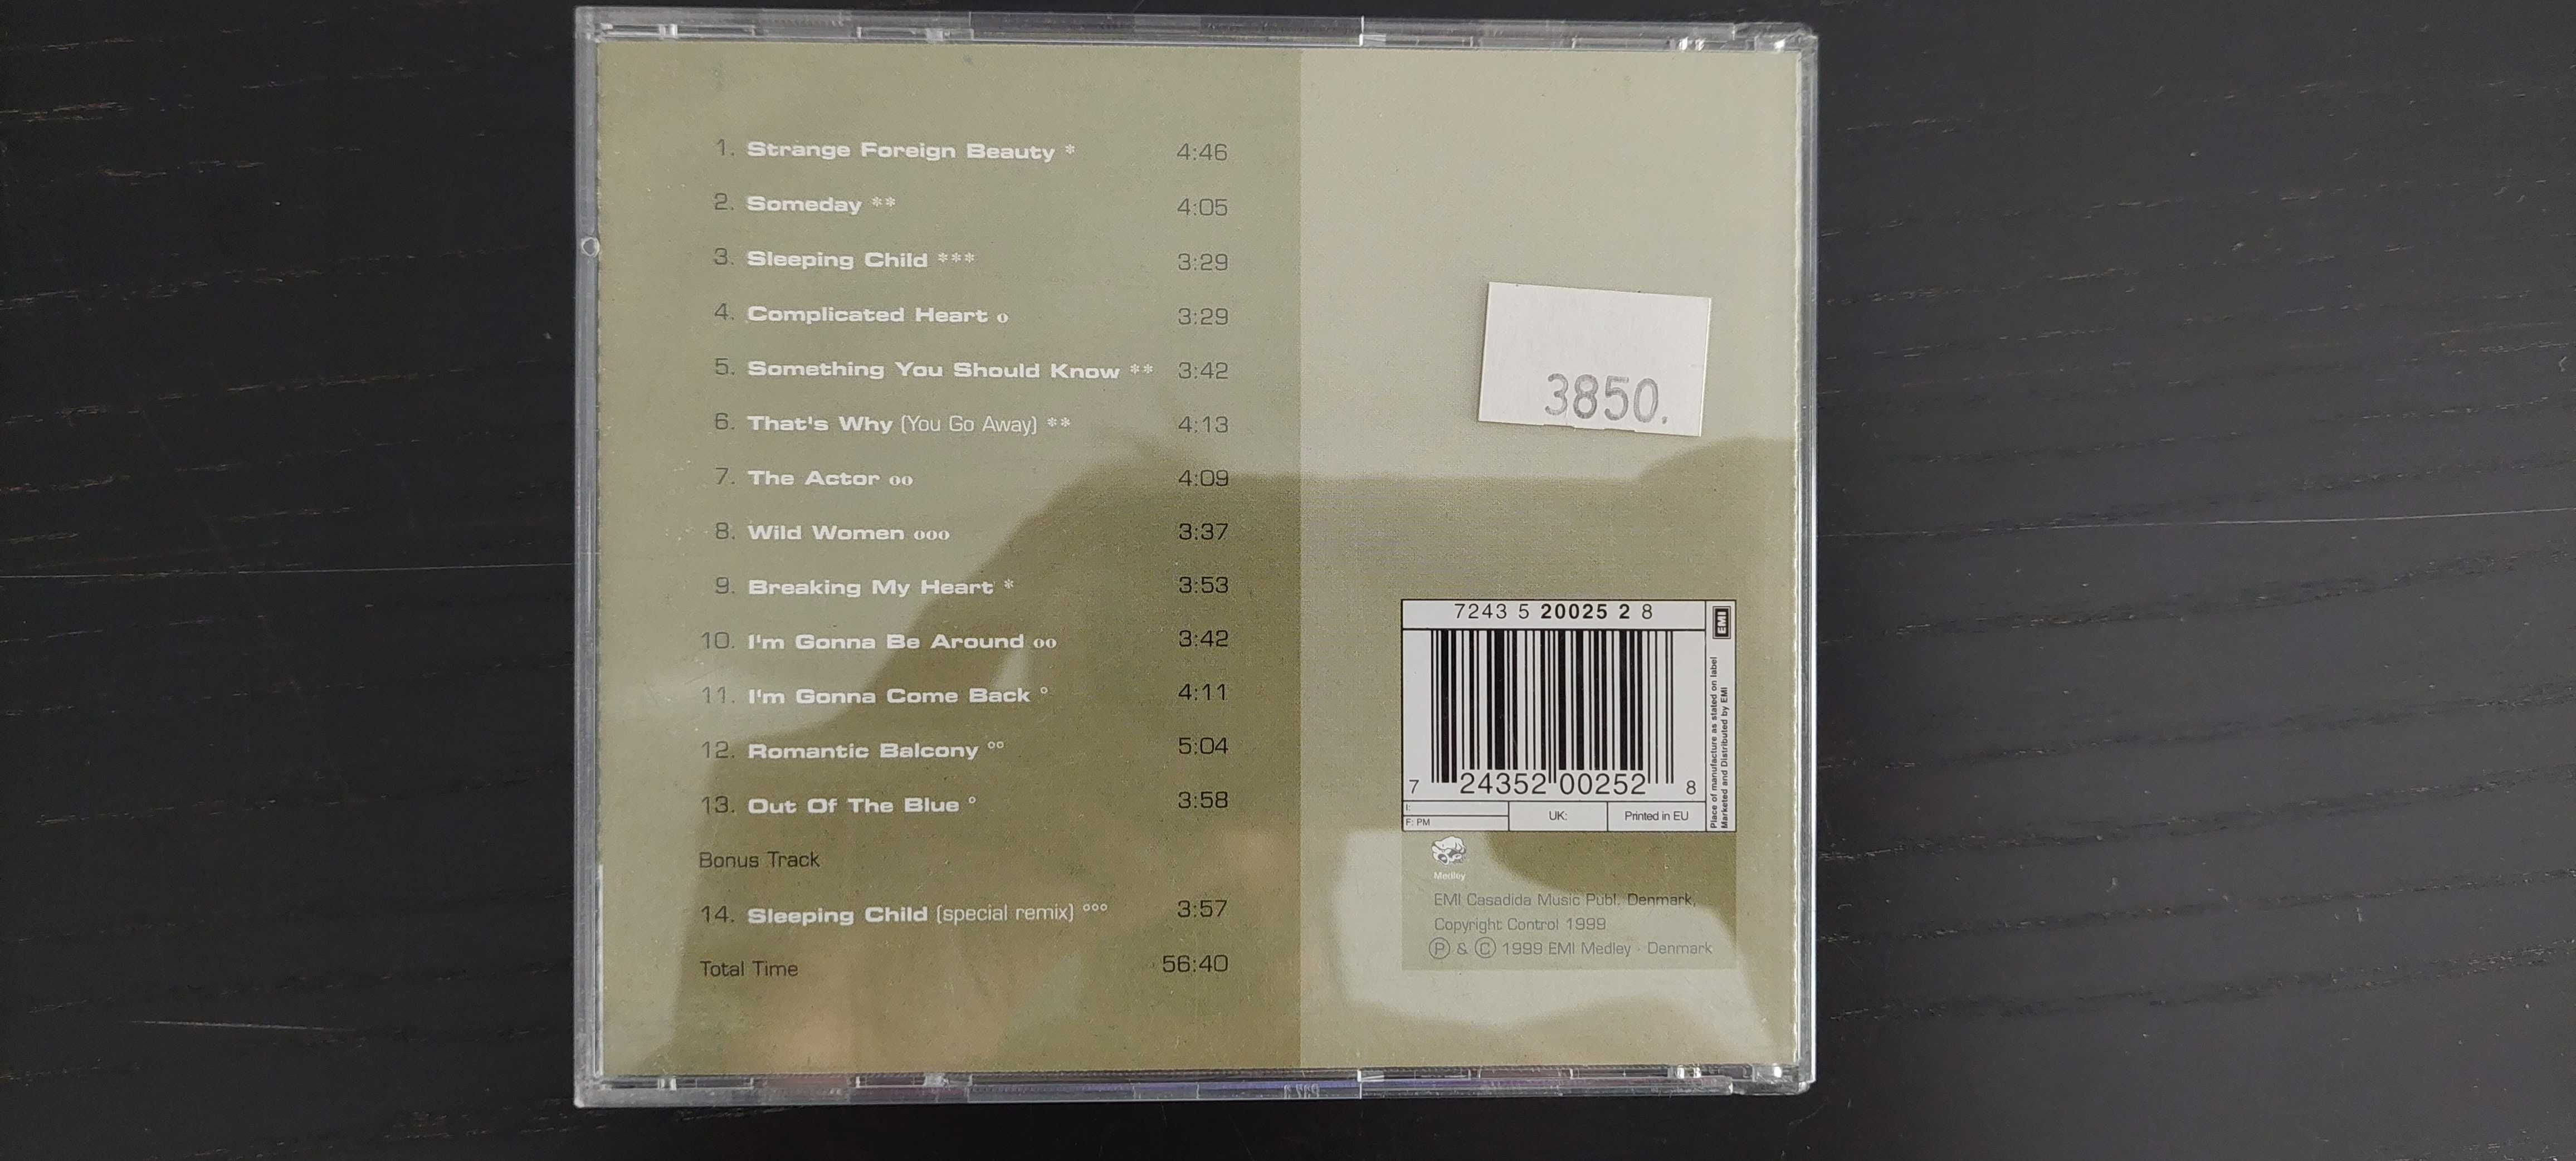 1. Strange Foreign Beauty * 4:46
2. Someday ** 4:05
3. Sleeping Child *** 3:29
4. Complicated Heart o 3:29
5. Something You Should Know ** 3:42
6. That's Why (You Go Away) ** 4:13
7. The Actor oo 4:09
8. Wild Women ooo 3:37
9. Breaking My Heart * 3:53
10. I'm Gonna Be Around oo 3:42
11. I'm Gonna Come Back ° 4:11
12. Romantic Balcony °° 5:04
13. Out Of The Blue ° 3:58
Bonus Track
14. Sleeping Child (special remix) °°° 3:57
Total Time 56:40
3850.
7243 5 20025 2 8
EMI
Place of manufacture as stated on label
Marketed and Distributed by EMI
7 24352 00252 8
I:
F: PM
UK:
Printed in EU
Medley
EMI Casadida Music Publ. Denmark,
Copyright Control 1999
Ⓟ & © 1999 EMI Medley - Denmark